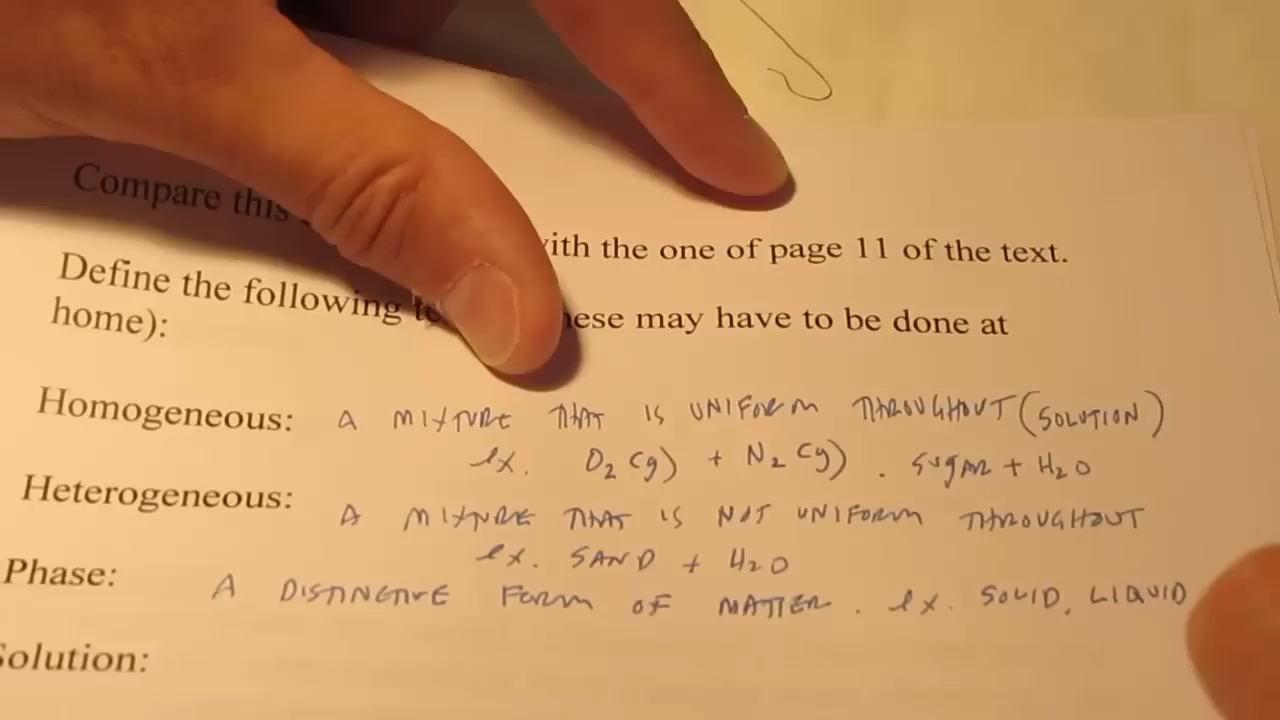 Compare this with the one of page 11 of the text.
Define the following these may have to be done at
home):
Homogeneous: A MIXTURE THAT IS UNIFORM THROUGHOUT (SOLUTION)
ex. O2 (g) + N2 (g). SUgAR + H2O
Heterogeneous: A MIXTURE THAT IS NOT UNIFORM THROUGHOUT
ex. SAND + H2O
Phase: A DISTINCTIVE FORM OF MATTER. ex. SOLID, LIQUID
Solution: